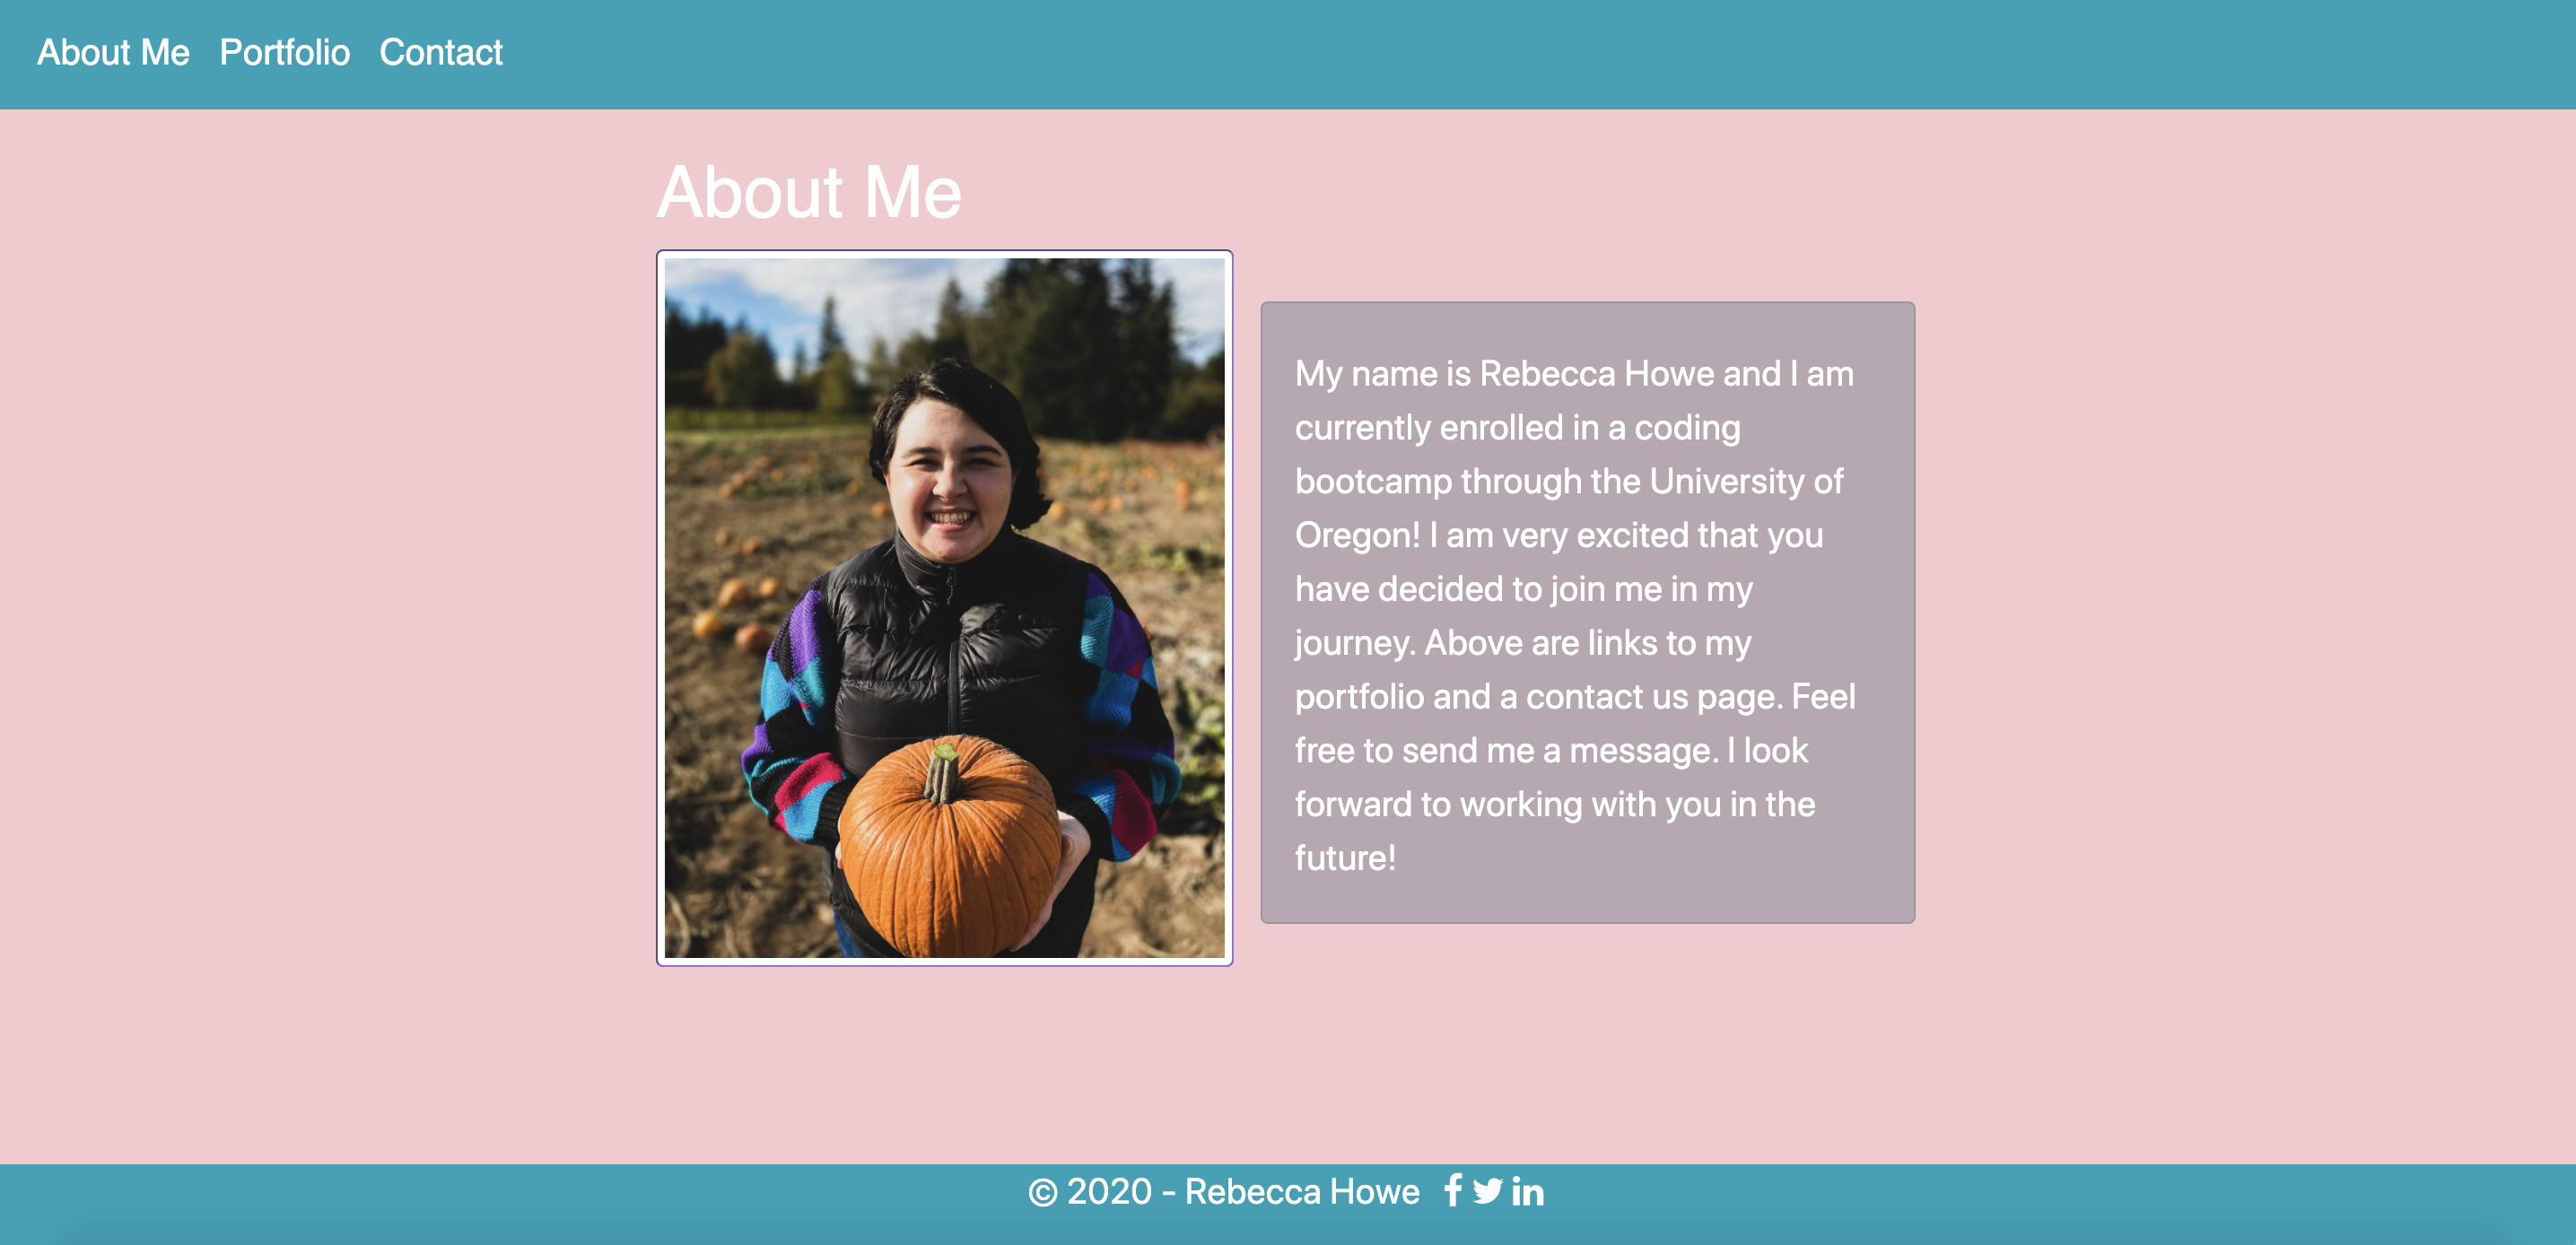 About Me Portfolio Contact
About Me
My name is Rebecca Howe and I am
currently enrolled in a coding
bootcamp through the University of
Oregon! I am very excited that you
have decided to join me in my
journey. Above are links to my
portfolio and a contact us page. Feel
free to send me a message. I look
forward to working with you in the
future!
© 2020 - Rebecca Howe